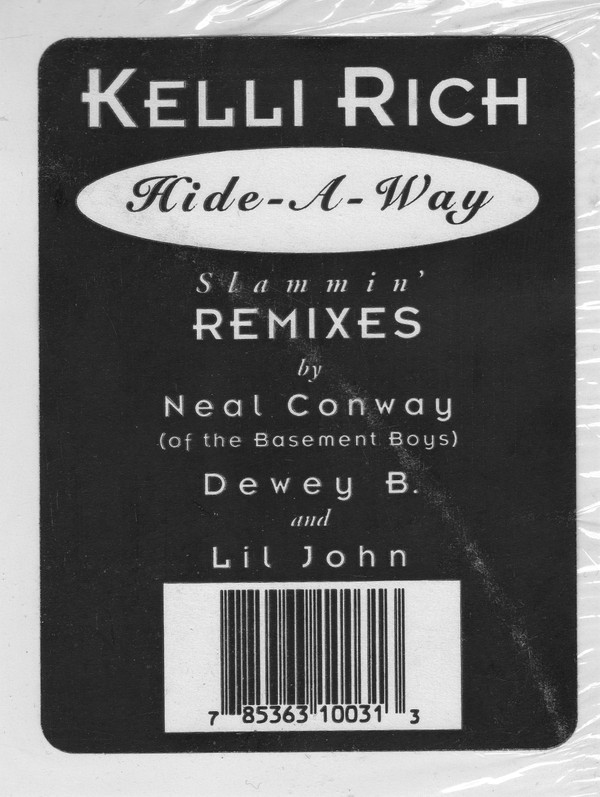 KELLI RICH
Hide-A-Way
Slammin'
REMIXES
by
Neal Conway
(of the Basement Boys)
Dewey B.
and
Lil John
7 85363 10031 3